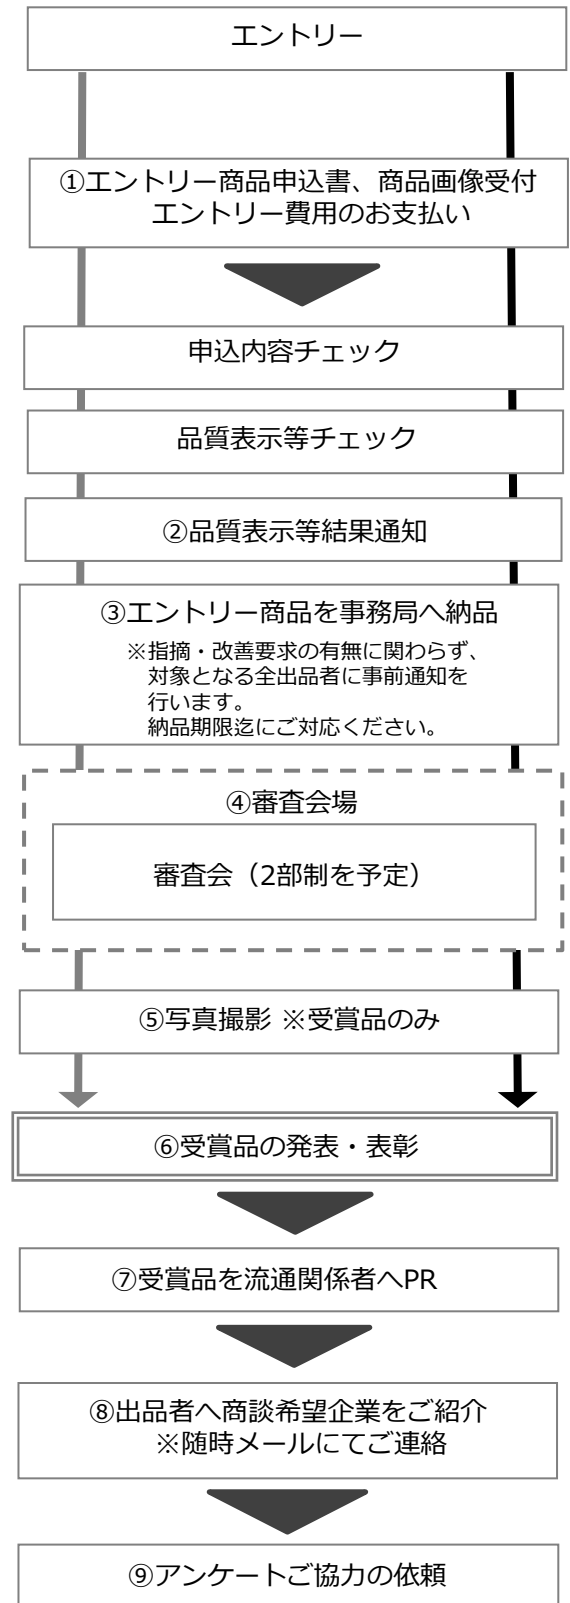 エントリー
①エントリー商品申込書、商品画像受付
エントリー費用のお支払い
申込内容チェック
品質表示等チェック
②品質表示等結果通知
③エントリー商品を事務局へ納品
※指摘・改善要求の有無に関わらず、
対象となる全出品者に事前通知を
行います。
納品期限迄にご対応ください。
④審査会場
審査会（2部制を予定）
⑤写真撮影 ※受賞品のみ
⑥受賞品の発表・表彰
⑦受賞品を流通関係者へPR
⑧出品者へ商談希望企業をご紹介
※随時メールにてご連絡
⑨アンケートご協力の依頼